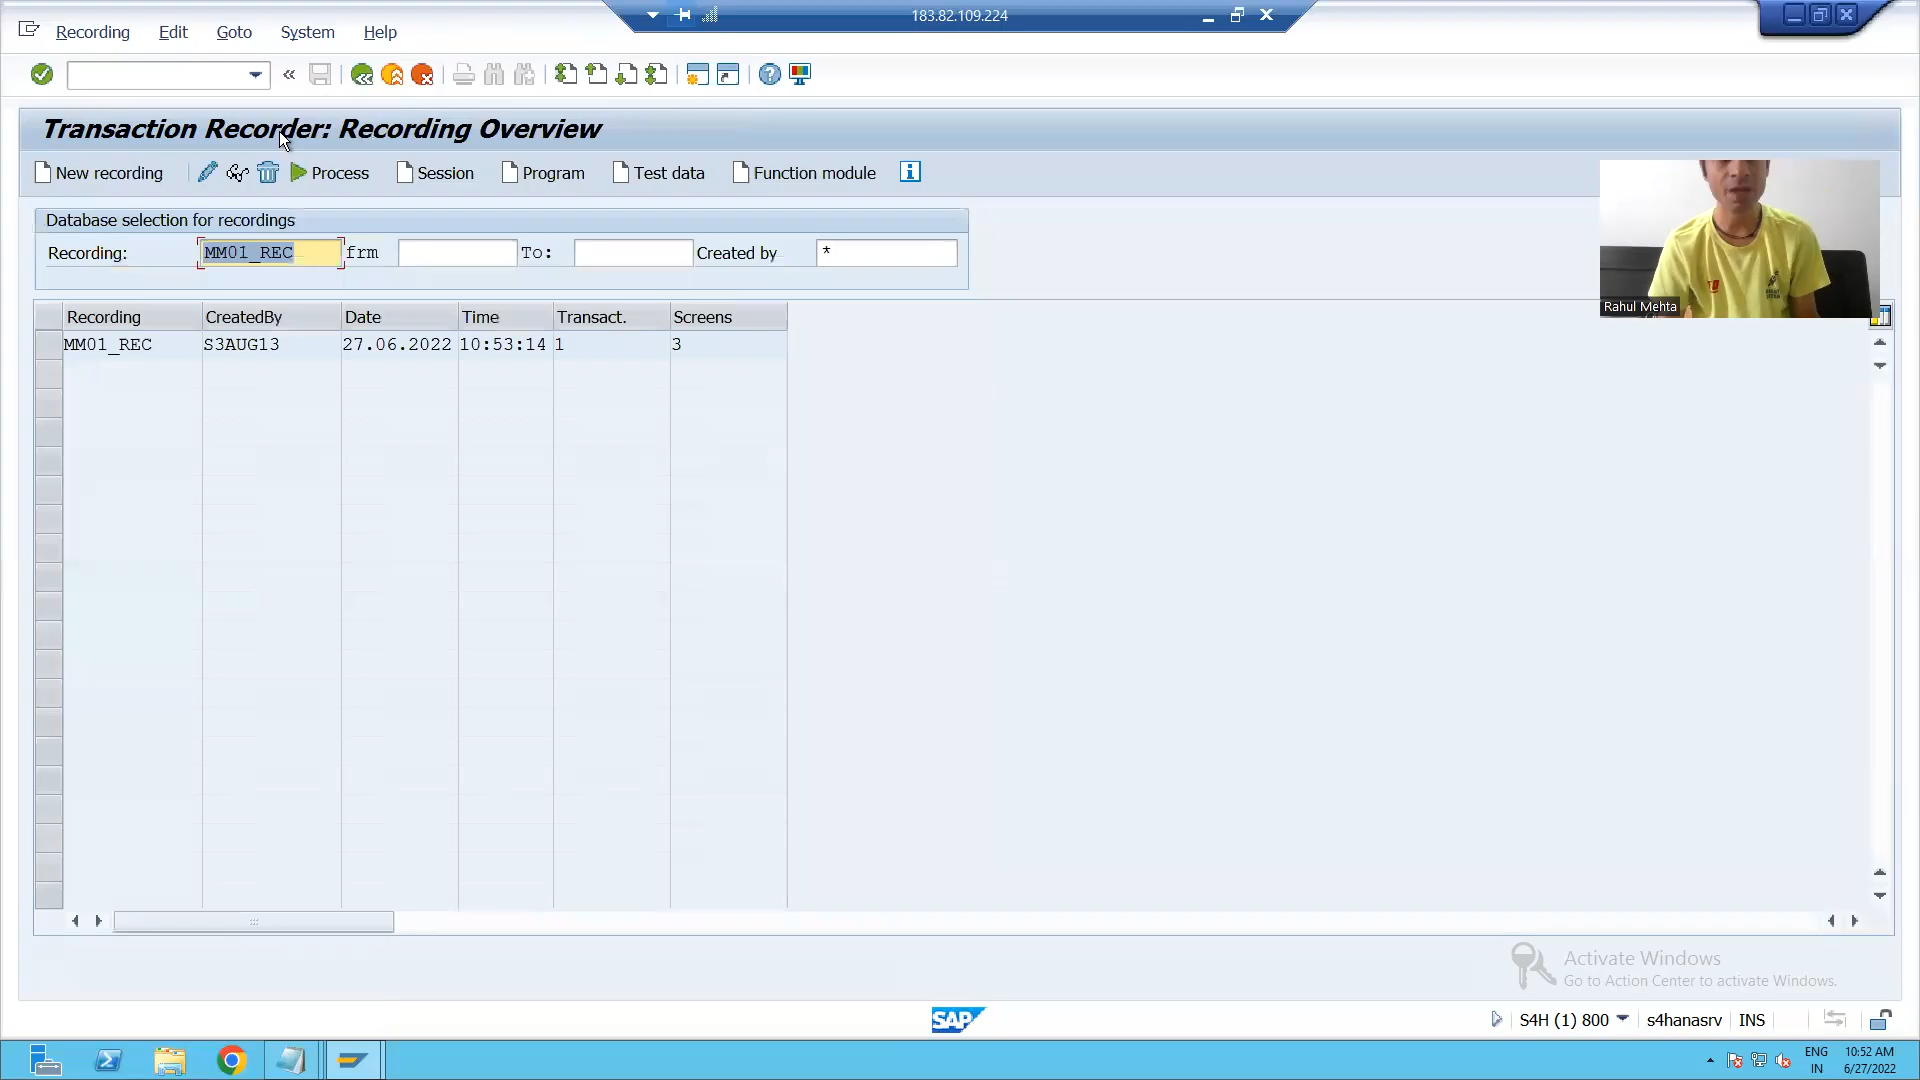 183.82.109.224
Recording Edit Goto System Help
Transaction Recorder: Recording Overview
New recording Process Session Program Test data Function module
Database selection for recordings
Recording: MM01_REC frm To: Created by *
Rahul Mehta
Recording CreatedBy Date Time Transact. Screens
MM01_REC S3AUG13 27.06.2022 10:53:14 1 3
Activate Windows
Go to Action Center to activate Windows.
SAP S4H (1) 800 s4hanasrv INS
ENG 10:52 AM
IN 6/27/2022